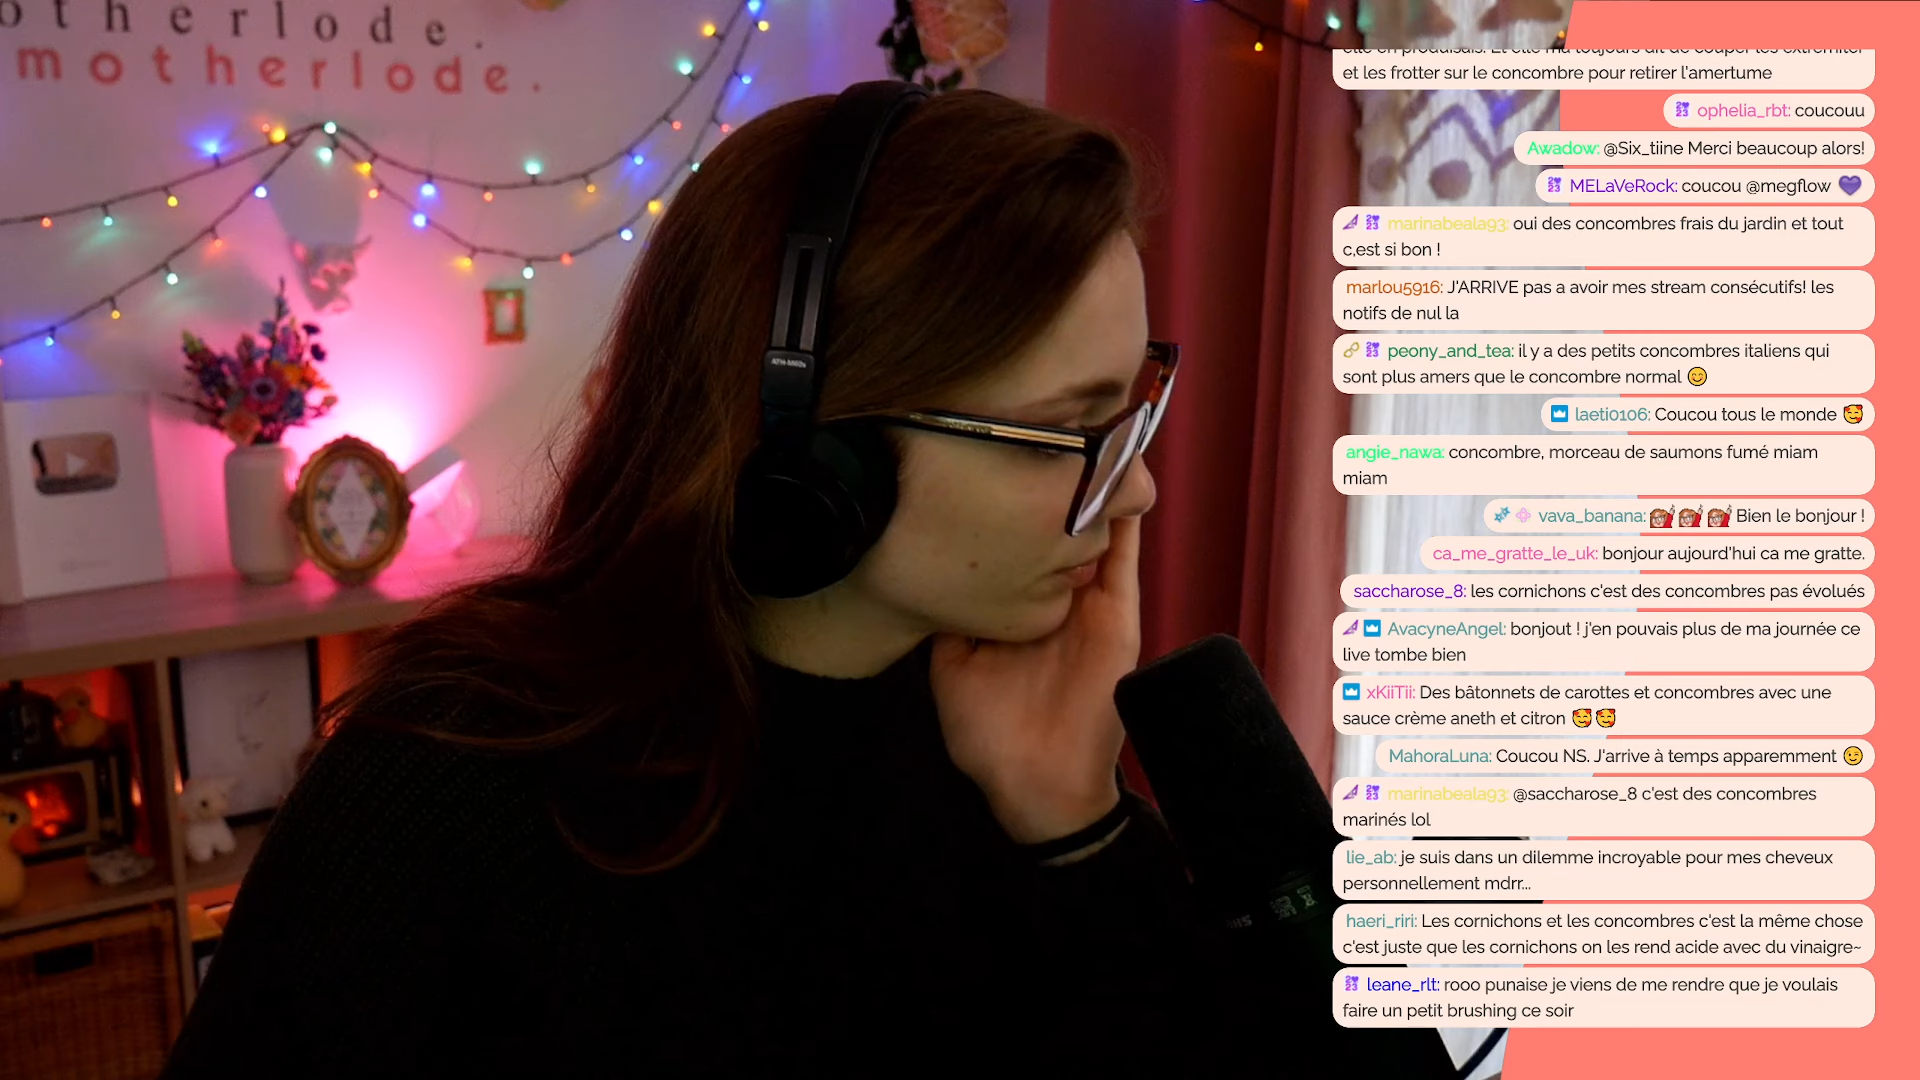 otherlode.
motherlode.
ATH-M60x
et les frotter sur le concombre pour retirer l'amertume
ophelia_rbt: coucouu
Awadow: @Six_tiine Merci beaucoup alors!
MELaVeRock: coucou @megflow 💜
marinabeala93: oui des concombres frais du jardin et tout
c,est si bon !
marlou5916: J'ARRIVE pas a avoir mes stream consécutifs! les
notifs de nul la
peony_and_tea: il y a des petits concombres italiens qui
sont plus amers que le concombre normal 😊
laeti0106: Coucou tous le monde 🥰
angie_nawa: concombre, morceau de saumons fumé miam
miam
vava_banana: Bien le bonjour !
ca_me_gratte_le_uk: bonjour aujourd'hui ca me gratte.
saccharose_8: les cornichons c'est des concombres pas évolués
AvacyneAngel: bonjout ! j'en pouvais plus de ma journée ce
live tombe bien
xKiiTii: Des bâtonnets de carottes et concombres avec une
sauce crème aneth et citron 🥰 🥰
MahoraLuna: Coucou NS. J'arrive à temps apparemment 😉
marinabeala93: @saccharose_8 c'est des concombres
marinés lol
lie_ab: je suis dans un dilemme incroyable pour mes cheveux
personnellement mdrr...
haeri_riri: Les cornichons et les concombres c'est la même chose
c'est juste que les cornichons on les rend acide avec du vinaigre~
leane_rlt: rooo punaise je viens de me rendre que je voulais
faire un petit brushing ce soir